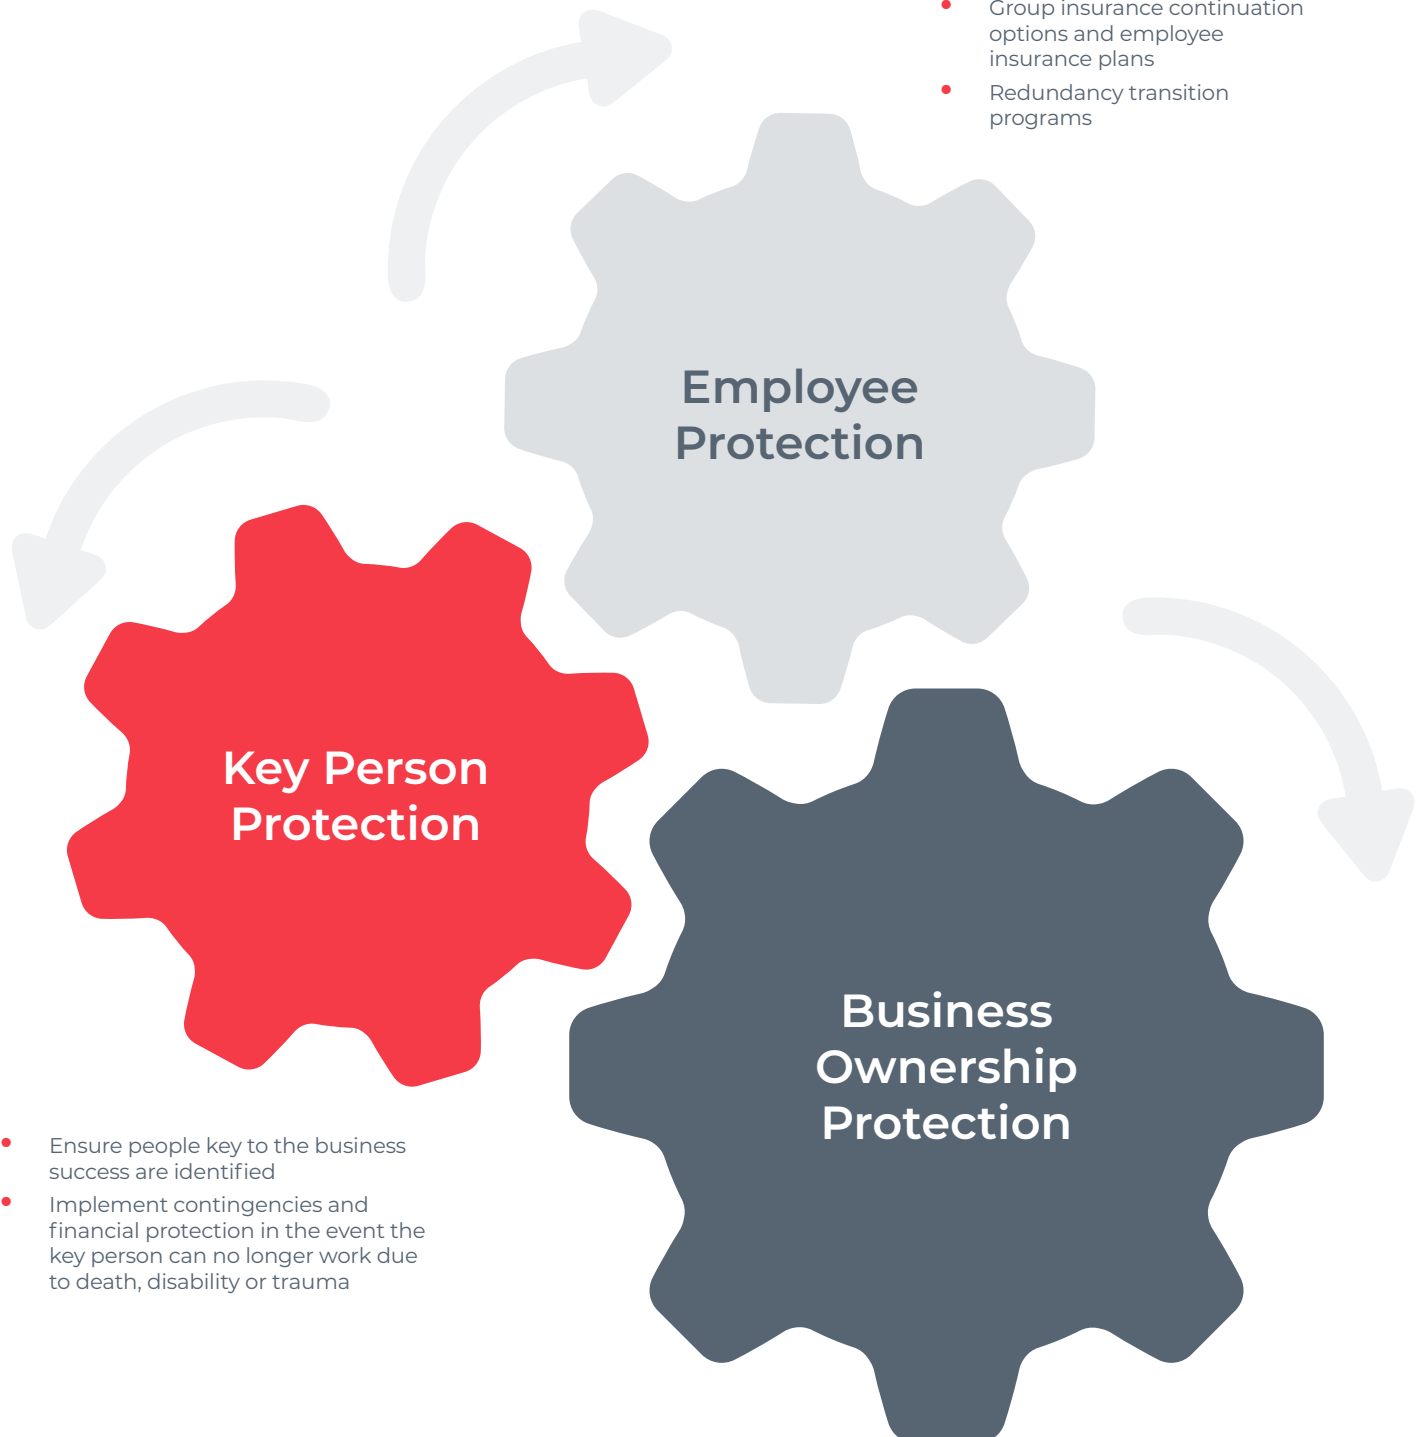 Group insurance continuation
options and employee
insurance plans
Redundancy transition
programs
Employee
Protection
Key Person
Protection
Business
Ownership
Protection
Ensure people key to the business
success are identified
Implement contingencies and
financial protection in the event the
key person can no longer work due
to death, disability or trauma